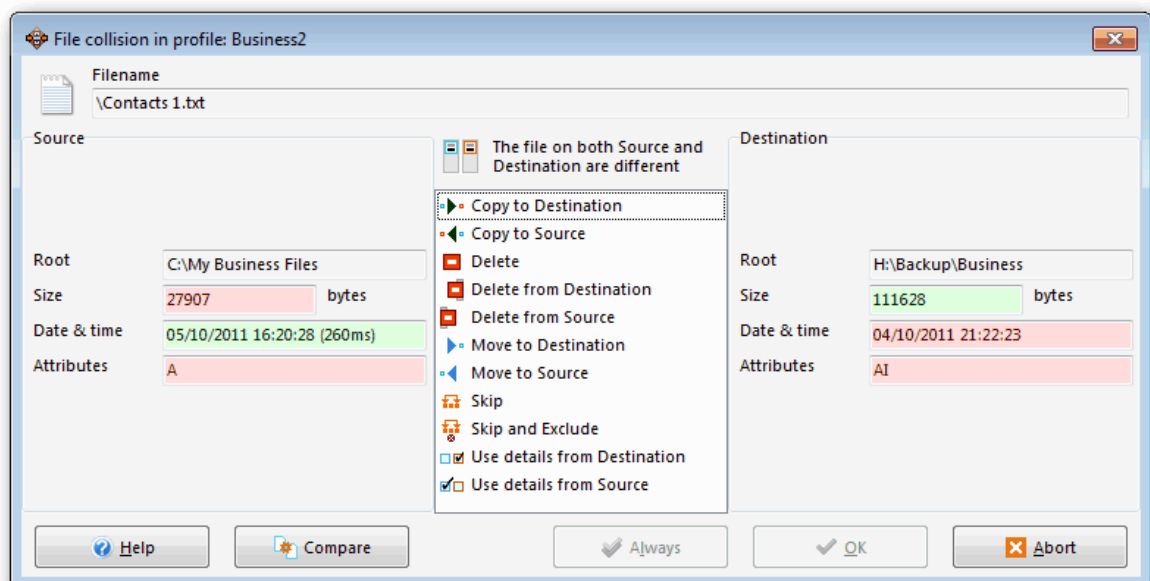 File collision in profile: Business2
Filename
\Contacts 1.txt
Source
Root
C:\My Business Files
Size
27907
bytes
Date & time
05/10/2011 16:20:28 (260ms)
Attributes
A
The file on both Source and
Destination are different
Copy to Destination
Copy to Source
Delete
Delete from Destination
Delete from Source
Move to Destination
Move to Source
Skip
Skip and Exclude
Use details from Destination
Use details from Source
Destination
Root
H:\Backup\Business
Size
111628
bytes
Date & time
04/10/2011 21:22:23
Attributes
AI
Help
Compare
Always
OK
Abort